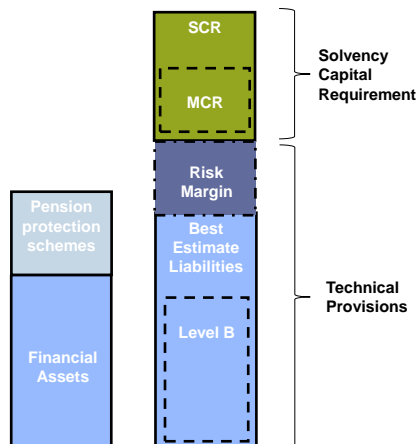 SCR
MCR
Solvency
Capital
Requirement
Risk
Margin
Pension
protection
schemes
Best
Estimate
Liabilities
Technical
Provisions
Level B
Financial
Assets